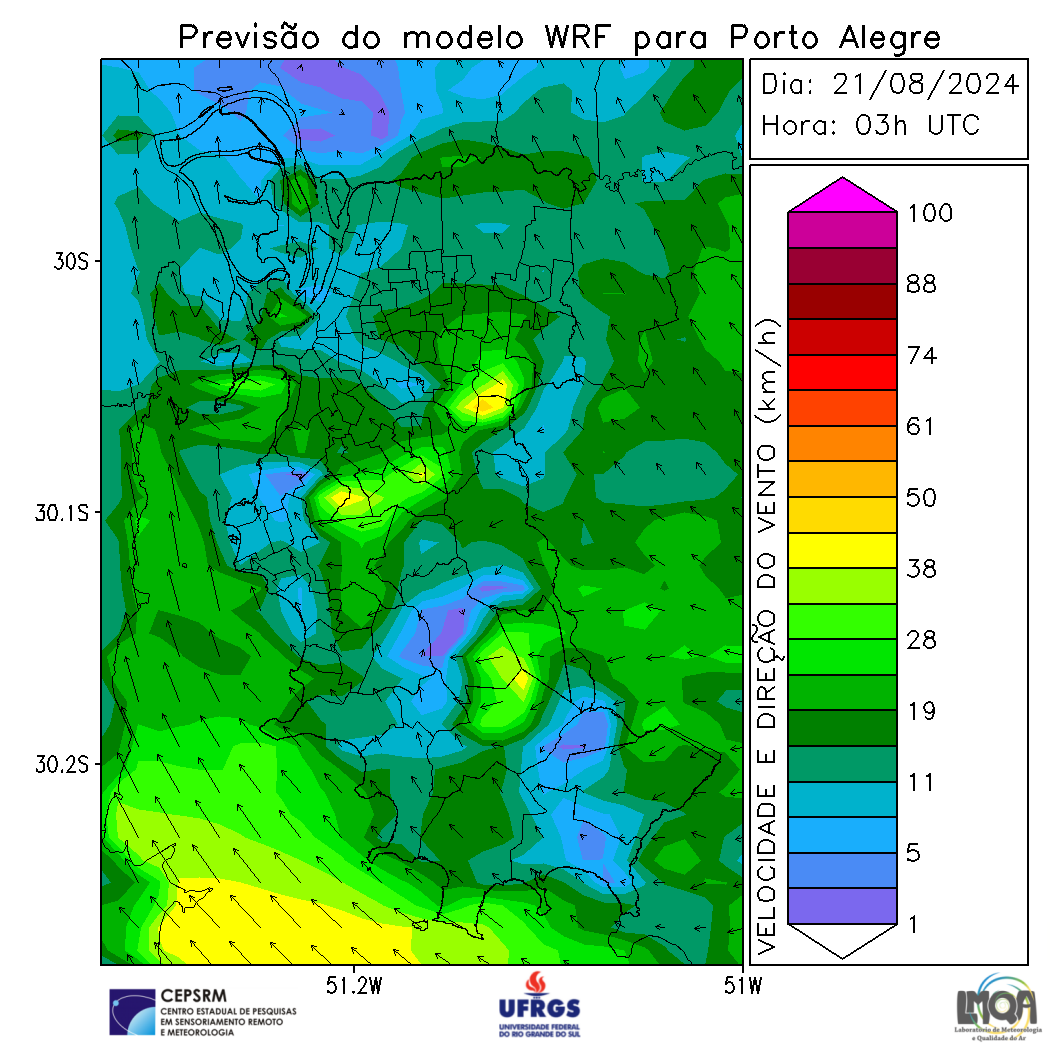 Previsão do modelo WRF para Porto Alegre
Dia: 21/08/2024
Hora: 03h UTC
30S
30.1S
30.2S
51.2W
51W
VELOCIDADE E DIREÇÃO DO VENTO (km/h)
100
88
74
61
50
38
28
19
11
5
1
CEPSRM
CENTRO ESTADUAL DE PESQUISAS
EM SENSORIAMENTO REMOTO
E METEOROLOGIA
UFRGS
UNIVERSIDADE FEDERAL
DO RIO GRANDE DO SUL
LMQA
Laboratório de Meteorologia
e Qualidade do Ar